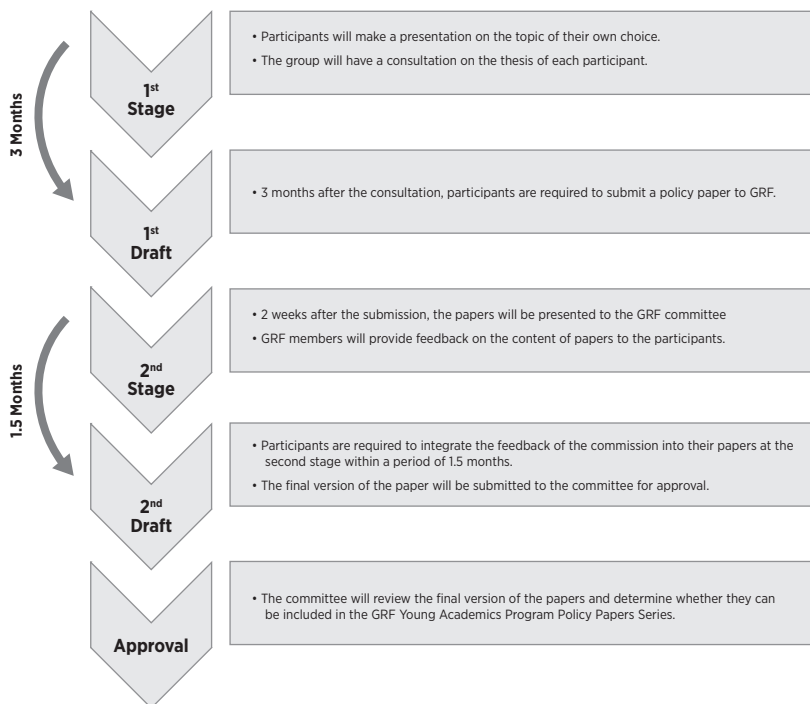 3 Months
1st
Stage
• Participants will make a presentation on the topic of their own choice.
• The group will have a consultation on the thesis of each participant.
1st
Draft
• 3 months after the consultation, participants are required to submit a policy paper to GRF.
1.5 Months
2nd
Stage
• 2 weeks after the submission, the papers will be presented to the GRF committee
• GRF members will provide feedback on the content of papers to the participants.
2nd
Draft
• Participants are required to integrate the feedback of the commission into their papers at the
second stage within a period of 1.5 months.
• The final version of the paper will be submitted to the committee for approval.
Approval
• The committee will review the final version of the papers and determine whether they can
be included in the GRF Young Academics Program Policy Papers Series.